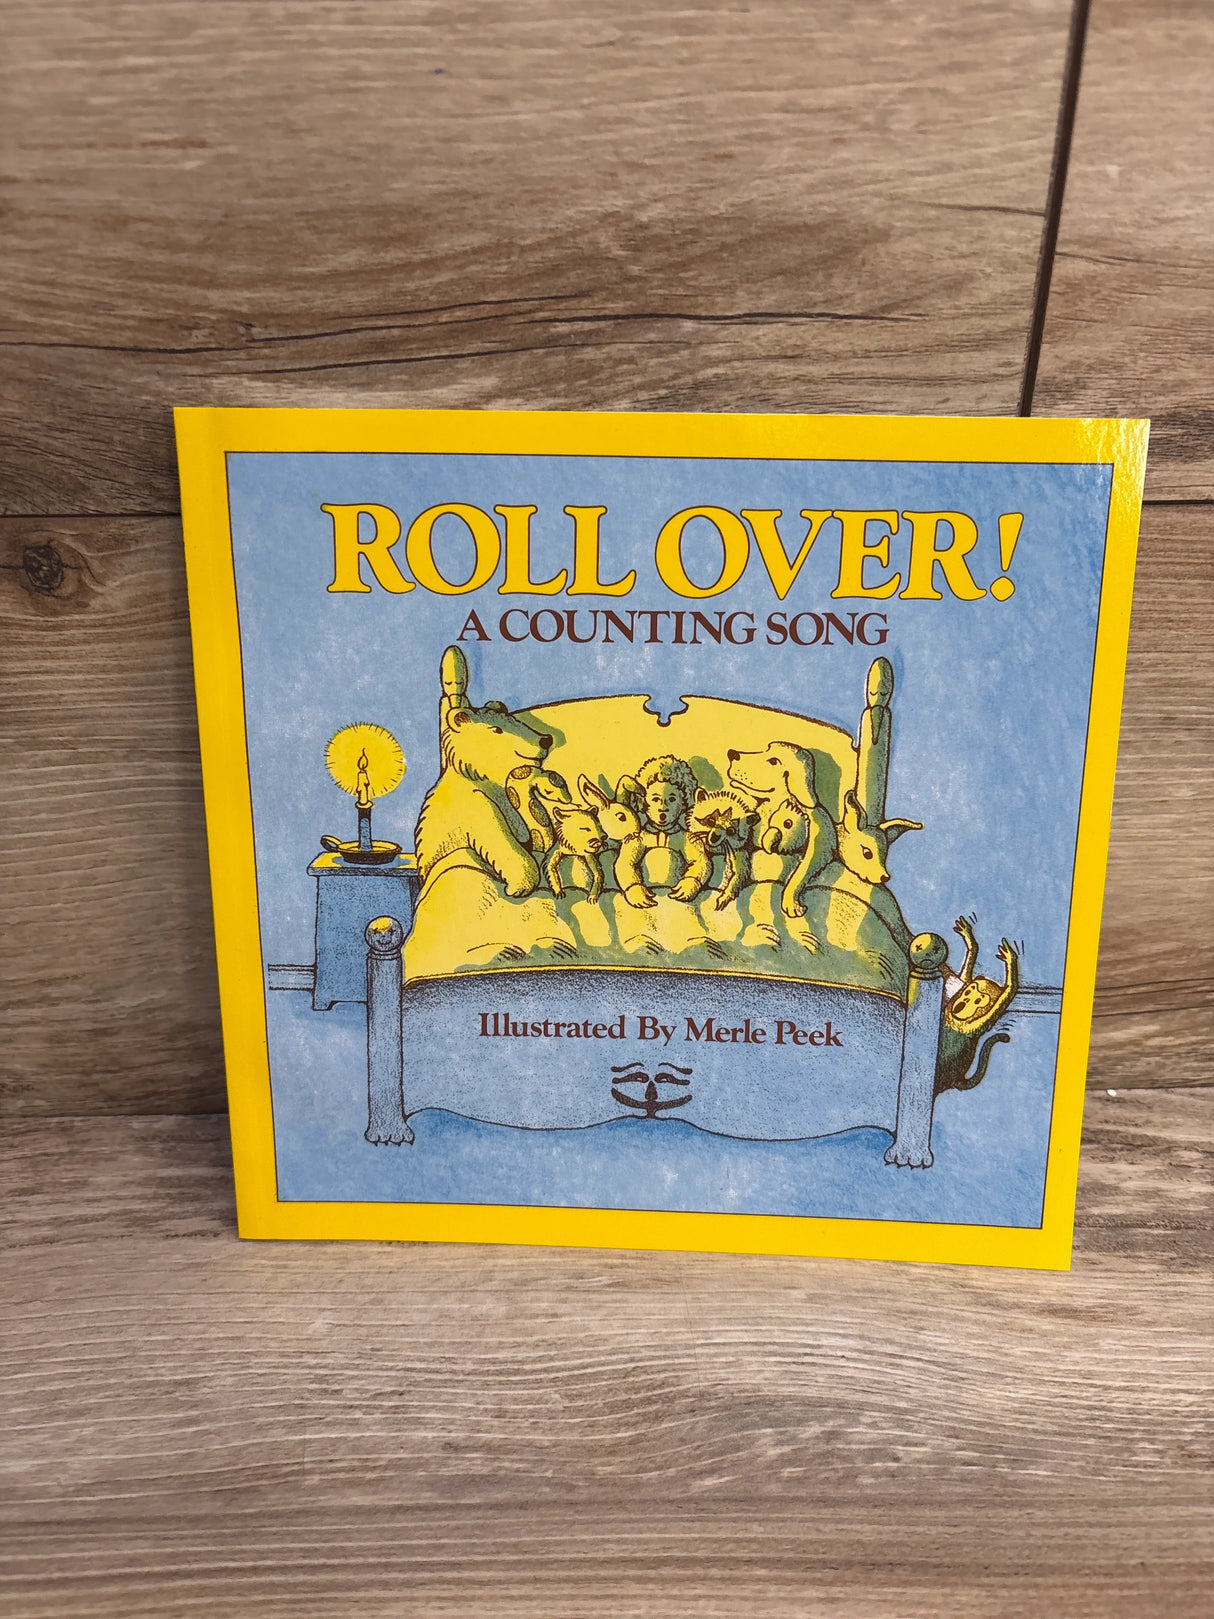 ROLL OVER!
A COUNTING SONG
Illustrated By Merle Peek